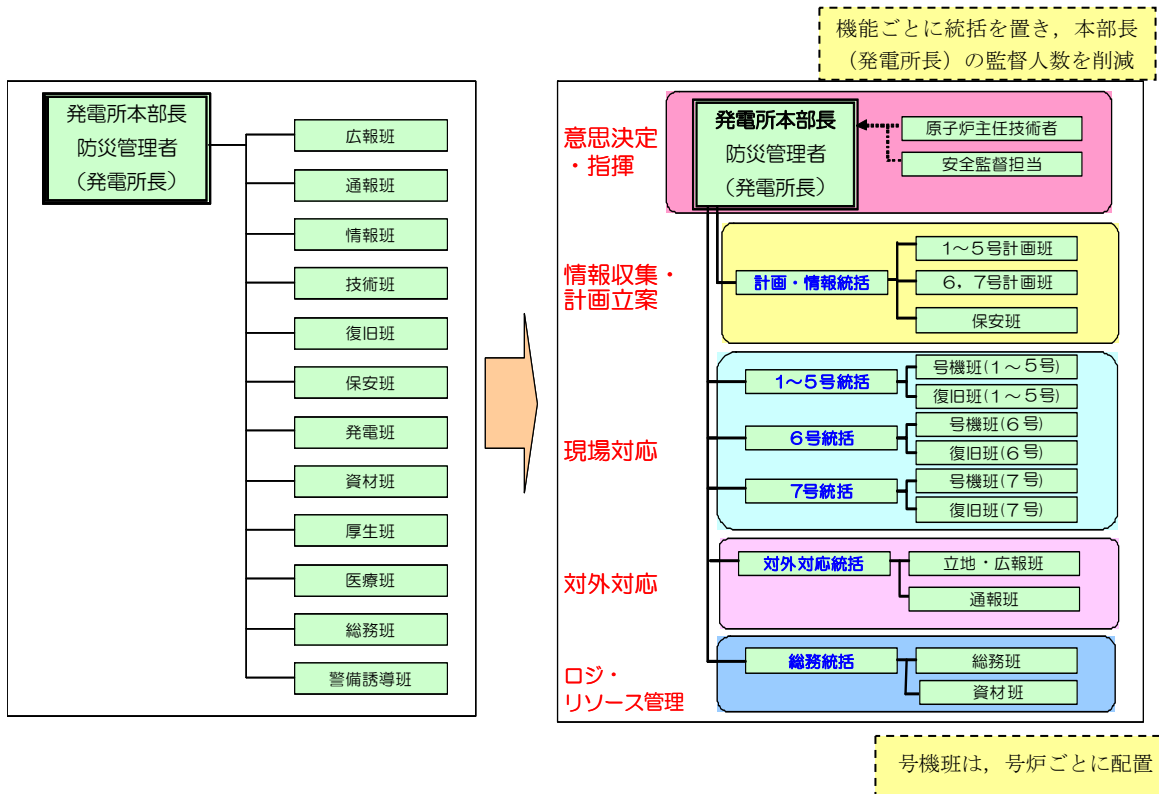 機能ごとに統括を置き，本部長
（発電所長）の監督人数を削減
発電所本部長
防災管理者
（発電所長）
広報班
通報班
情報班
技術班
復旧班
保安班
発電班
資材班
厚生班
医療班
総務班
警備誘導班
意思決定
・指揮
発電所本部長
防災管理者
（発電所長）
原子炉主任技術者
安全監督担当
情報収集・
計画立案
計画・情報統括
1～5号計画班
6，7号計画班
保安班
現場対応
1～5号統括
号機班(1～5号)
復旧班(1～5号)
6号統括
号機班(6号)
復旧班(6号)
7号統括
号機班(7号)
復旧班(7号)
対外対応
対外対応統括
立地・広報班
通報班
ロジ・
リソース管理
総務統括
総務班
資材班
号機班は，号炉ごとに配置